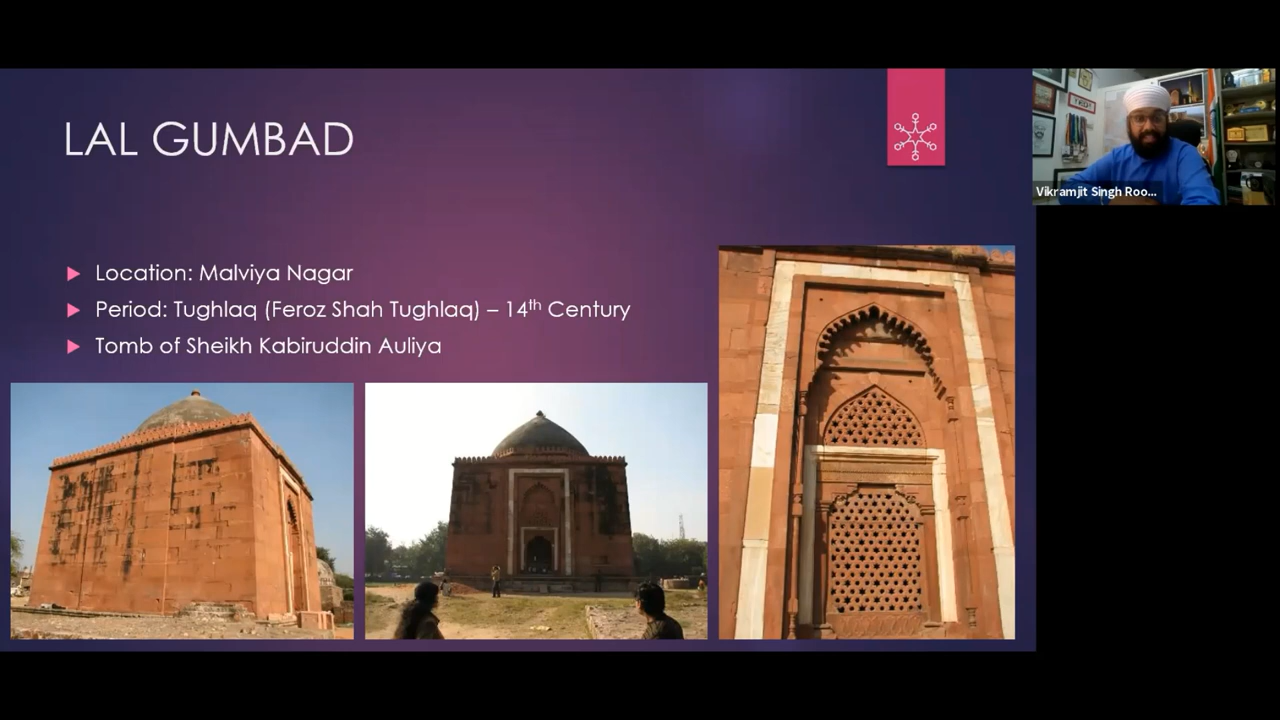 LAL GUMBAD
Location: Malviya Nagar
Period: Tughlaq (Feroz Shah Tughlaq) – 14th Century
Tomb of Sheikh Kabiruddin Auliya
Vikramjit Singh Roo...